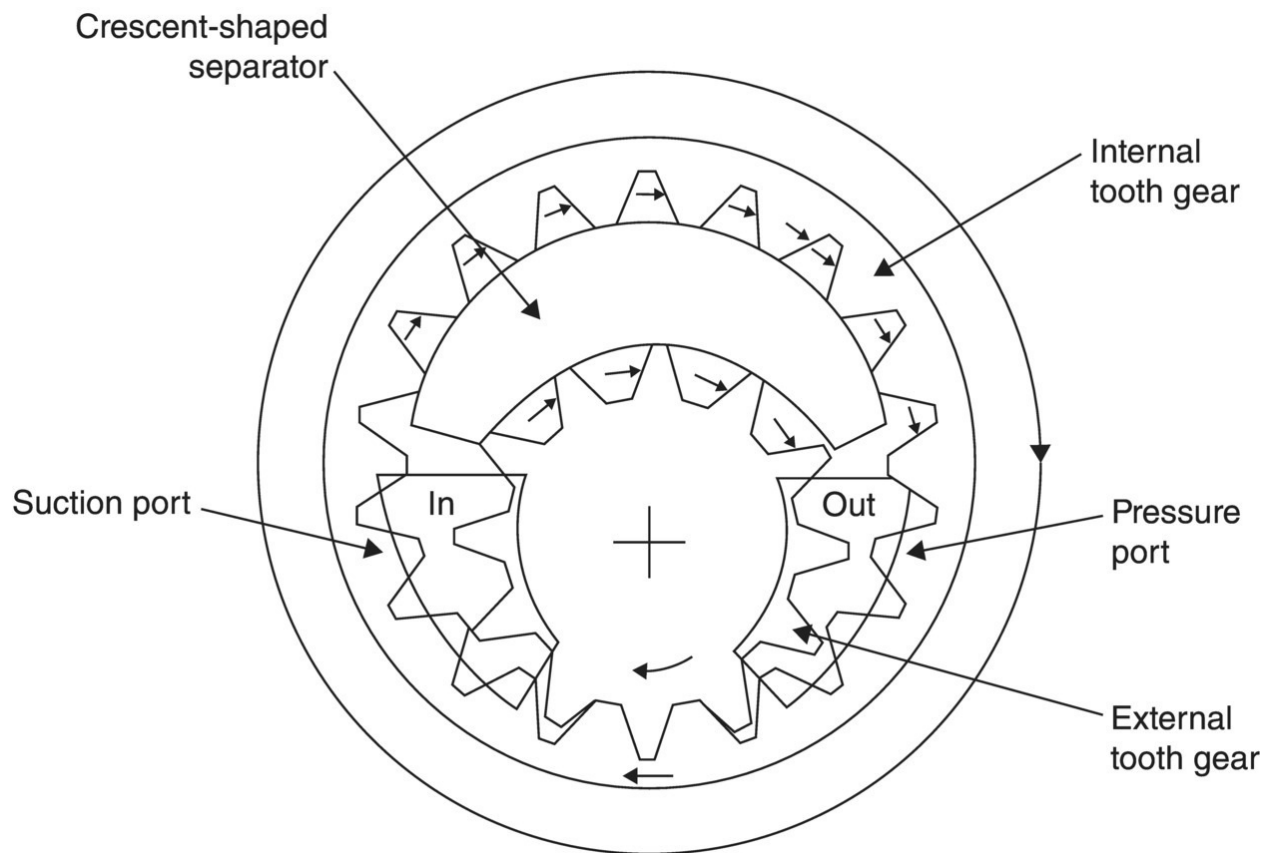 Crescent-shaped
separator
Internal
tooth gear
Suction port
In
Out
Pressure
port
External
tooth gear